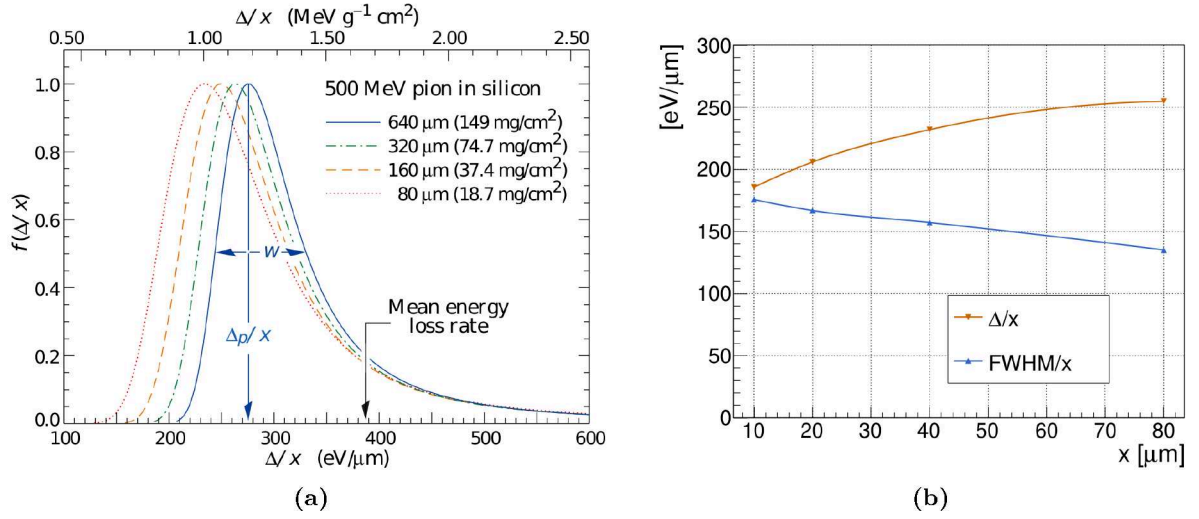 Δ/x (MeV g⁻¹ cm²)
0.50 1.00 1.50 2.00 2.50
500 MeV pion in silicon
640 μm (149 mg/cm²)
320 μm (74.7 mg/cm²)
160 μm (37.4 mg/cm²)
80 μm (18.7 mg/cm²)
f(Δ/x)
1.0
0.8
0.6
0.4
0.2
0.0
w
Δp/x
Mean energy
loss rate
100 200 300 400 500 600
Δ/x (eV/μm)
(a)
[eV/μm]
300
250
200
150
100
50
0
Δ/x
FWHM/x
10 20 30 40 50 60 70 80
x [μm]
(b)